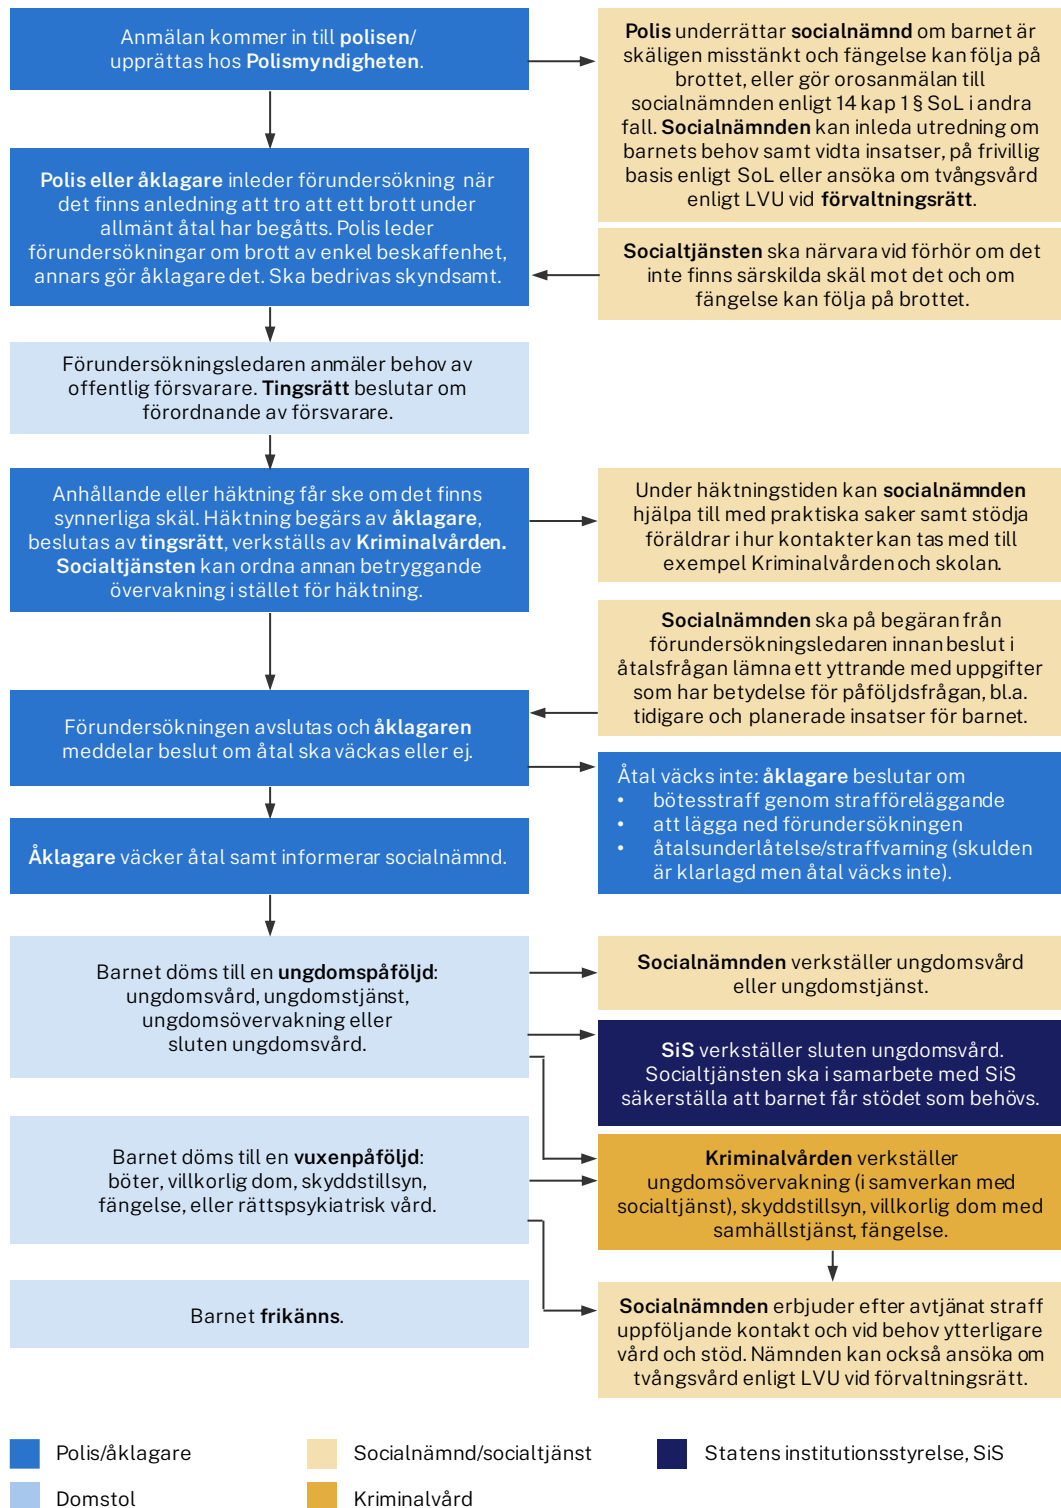 Anmälan kommer in till polisen/
upprättas hos Polismyndigheten.
Polis underrättar socialnämnd om barnet är
skäligen misstänkt och fängelse kan följa på
brottet, eller gör orosanmälan till
socialnämnden enligt 14 kap 1 § SoL i andra
fall. Socialnämnden kan inleda utredning om
barnets behov samt vidta insatser, på frivillig
basis enligt SoL eller ansöka om tvångsvård
enligt LVU vid förvaltningsrätt.
Polis eller åklagare inleder förundersökning när
det finns anledning att tro att ett brott under
allmänt åtal har begåtts. Polis leder
förundersökningar om brott av enkel beskaffenhet,
annars gör åklagare det. Ska bedrivas skyndsamt.
Socialtjänsten ska närvara vid förhör om det
inte finns särskilda skäl mot det och om
fängelse kan följa på brottet.
Förundersökningsledaren anmäler behov av
offentlig försvarare. Tingsrätt beslutar om
förordnande av försvarare.
Anhållande eller häktning får ske om det finns
synnerliga skäl. Häktning begärs av åklagare,
beslutas av tingsrätt, verkställs av Kriminalvården.
Socialtjänsten kan ordna annan betryggande
övervakning i stället för häktning.
Under häktningstiden kan socialnämnden
hjälpa till med praktiska saker samt stödja
föräldrar i hur kontakter kan tas med till
exempel Kriminalvården och skolan.
Socialnämnden ska på begäran från
förundersökningsledaren innan beslut i
åtalsfrågan lämna ett yttrande med uppgifter
som har betydelse för påföljdsfrågan, bl.a.
tidigare och planerade insatser för barnet.
Förundersökningen avslutas och åklagaren
meddelar beslut om åtal ska väckas eller ej.
Åtal väcks inte: åklagare beslutar om
• bötesstraff genom strafföreläggande
• att lägga ned förundersökningen
• åtalsunderlåtelse/straffvarning (skulden
är klarlagd men åtal väcks inte).
Åklagare väcker åtal samt informerar socialnämnd.
Barnet döms till en ungdomspåföljd:
ungdomsvård, ungdomstjänst,
ungdomsövervakning eller
sluten ungdomsvård.
Socialnämnden verkställer ungdomsvård
eller ungdomstjänst.
SiS verkställer sluten ungdomsvård.
Socialtjänsten ska i samarbete med SiS
säkerställa att barnet får stödet som behövs.
Barnet döms till en vuxenpåföljd:
böter, villkorlig dom, skyddstillsyn,
fängelse, eller rättspsykiatrisk vård.
Kriminalvården verkställer
ungdomsövervakning (i samverkan med
socialtjänst), skyddstillsyn, villkorlig dom med
samhällstjänst, fängelse.
Barnet frikänns.
Socialnämnden erbjuder efter avtjänat straff
uppföljande kontakt och vid behov ytterligare
vård och stöd. Nämnden kan också ansöka om
tvångsvård enligt LVU vid förvaltningsrätt.
Polis/åklagare
Socialnämnd/socialtjänst
Statens institutionsstyrelse, SiS
Domstol
Kriminalvård